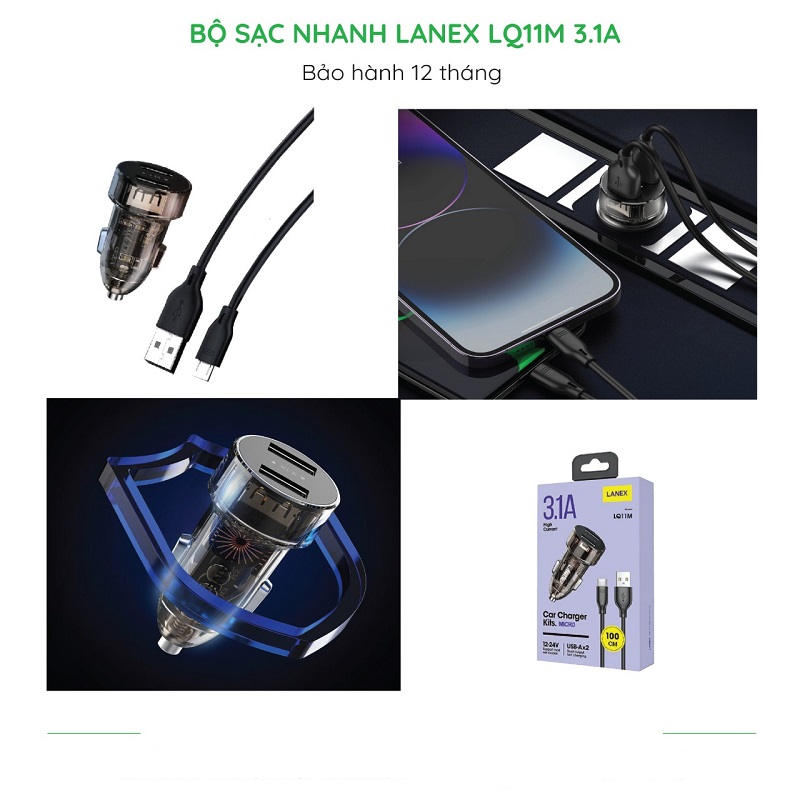 BỘ SẠC NHANH LANEX LQ11M 3.1A
Bảo hành 12 tháng
3.1A
High
Current
LANEX
LQ11M
Car Charger
Kits. MICRO
100
CM
12-24V
USB-Ax2